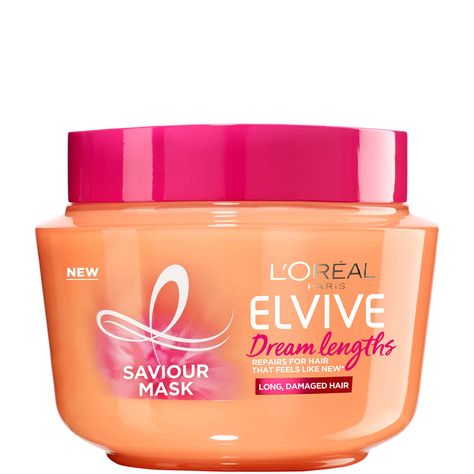 NEW
SAVIOUR
MASK
L'ORÉAL
PARIS
ELVIVE
Dream lengths
REPAIRS FOR HAIR
THAT FEELS LIKE NEW*
LONG, DAMAGED HAIR